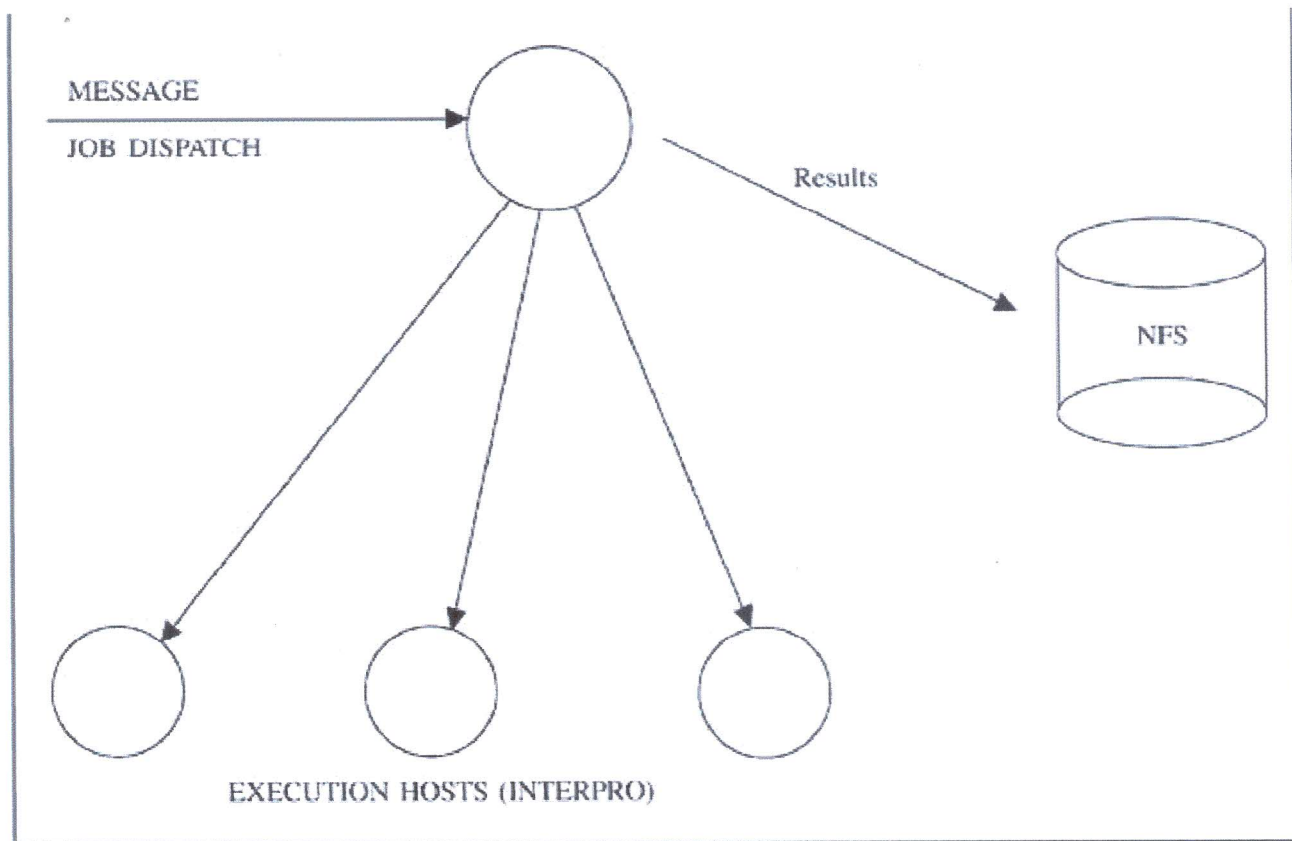 MESSAGE
JOB DISPATCH
Results
NFS
EXECUTION HOSTS (INTERPRO)